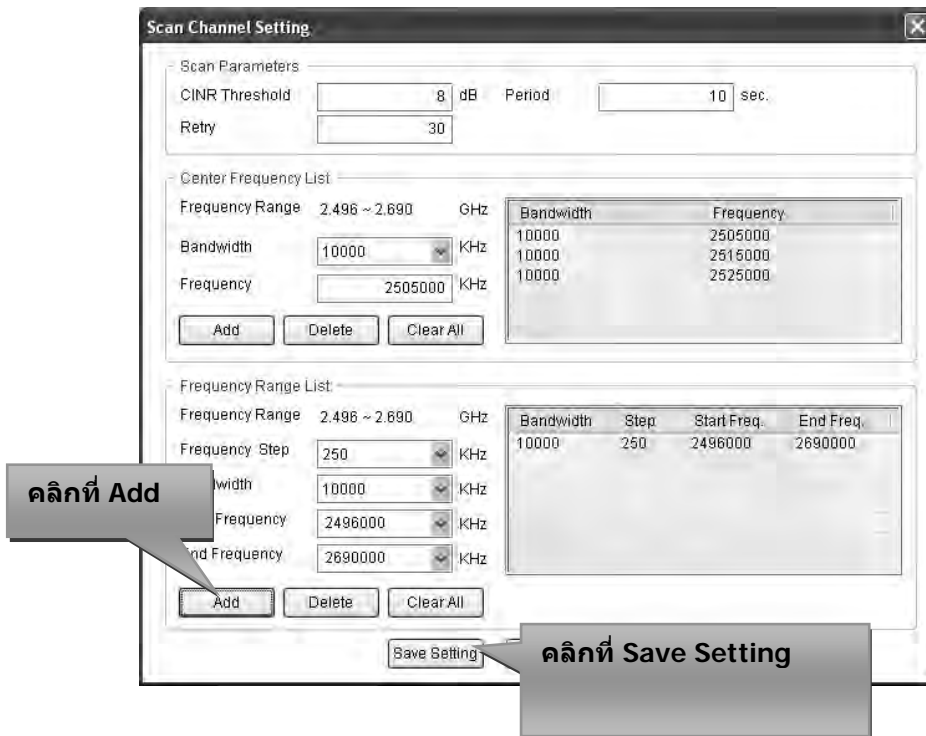 Scan Channel Setting
Scan Parameters
CINR Threshold 8 dB Period 10 sec.
Retry 30
Center Frequency List
Frequency Range 2.496 ~ 2.690 GHz
Bandwidth 10000 KHz
Frequency 2505000 KHz
Add Delete Clear All
Bandwidth Frequency
10000 2505000
10000 2515000
10000 2525000
Frequency Range List
Frequency Range 2.496 ~ 2.690 GHz
Frequency Step 250 KHz
dwidth 10000 KHz
Frequency 2496000 KHz
nd Frequency 2690000 KHz
Add Delete Clear All
Bandwidth Step Start Freq. End Freq.
10000 250 2496000 2690000
Save Setting
คลิกที่ Add
คลิกที่ Save Setting